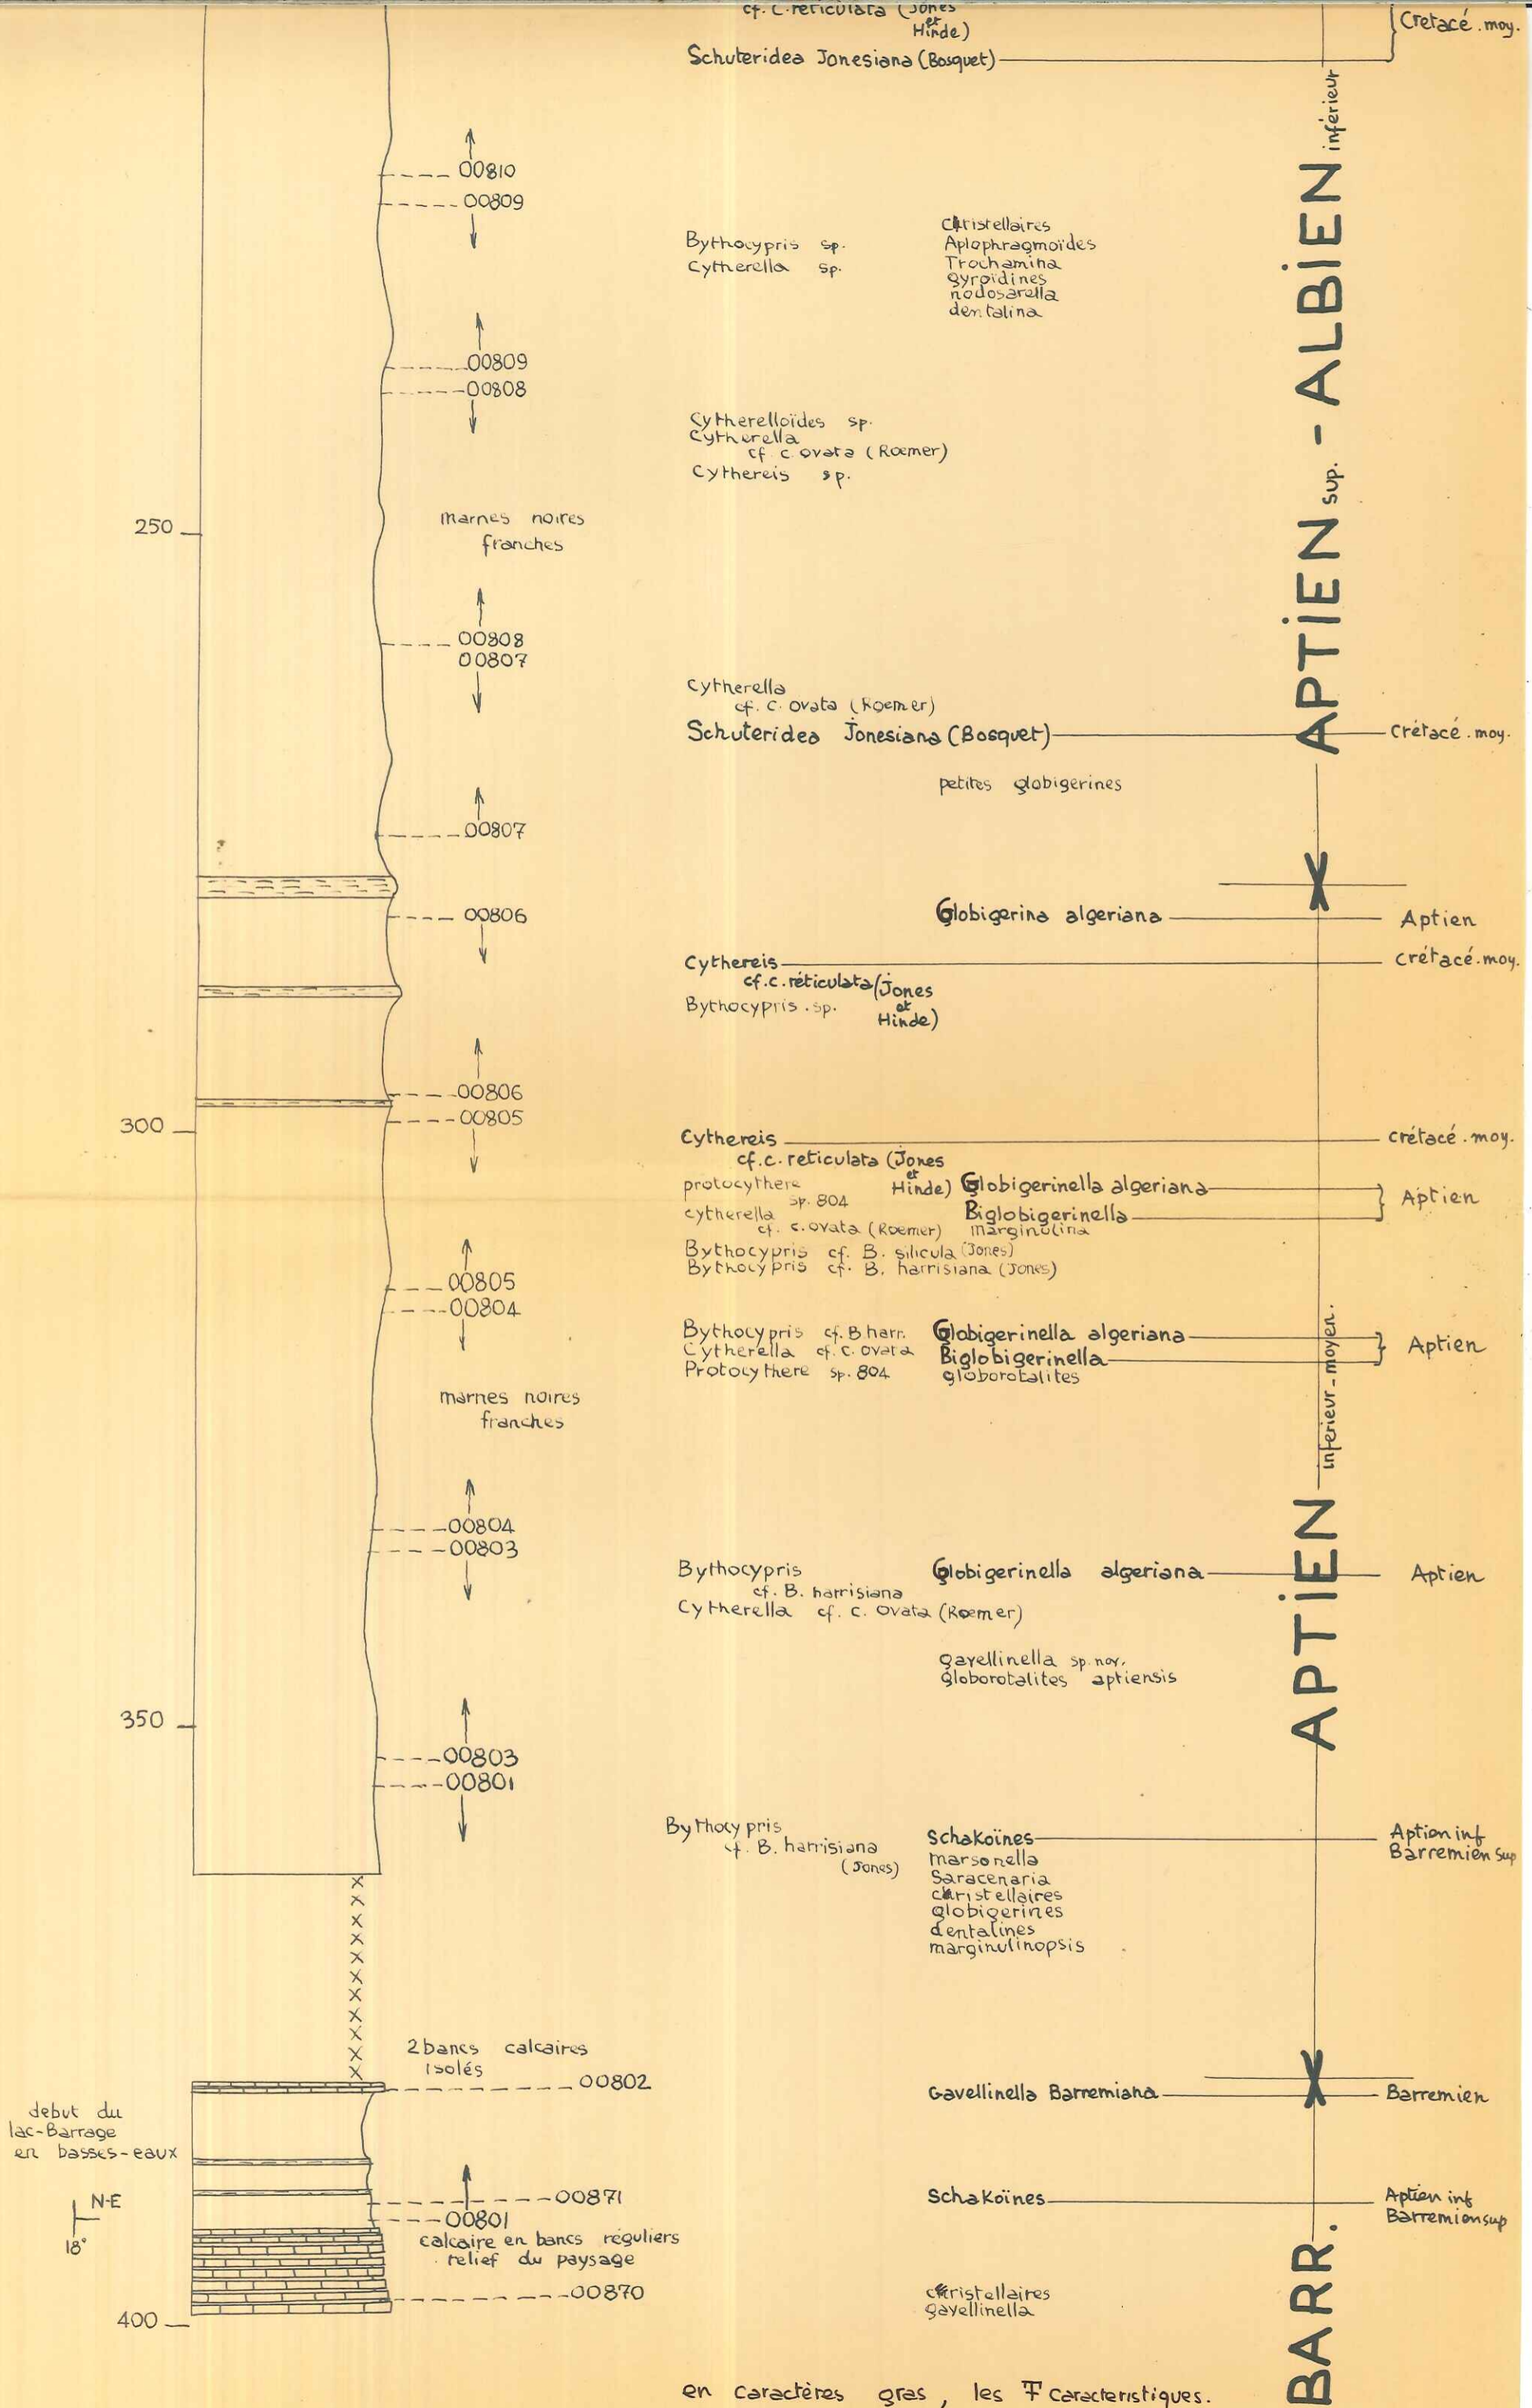 cf. C. reticulata (Jones
et
Hinde)
Cretacé. moy.
Schuteridea Jonesiana (Bosquet)
inférieur
00810
00809
Christellaires
Bythocypris sp.
Aplophragmoïdes
Cytherella sp.
Trochamina
gyroïdines
nodosarella
dentalina
APTIEN sup. - ALBIEN
00809
00808
Cytherelloïdes sp.
Cytherella
cf. c. ovata (Roemer)
Cythereis sp.
250
marnes noires
franches
00808
00807
Cytherella
cf. c. ovata (Roemer)
Schuteridea Jonesiana (Bosquet)
Crétacé. moy.
petites globigerines
00807
00806
Globigerina algeriana
Aptien
Cythereis
crétacé. moy.
cf. c. réticulata (Jones
et
Hinde)
Bythocypris. sp.
00806
00805
300
Cythereis
crétacé. moy.
cf. c. reticulata (Jones
et
Hinde)
protocythere
sp. 804
Globigerinella algeriana
Aptien
cytherella
Biglobigerinella
cf. c. ovata (Roemer)
marginulina
Bythocypris cf. B. silicula (Jones)
Bythocypris cf. B. harrisiana (Jones)
00805
00804
Bythocypris cf. B harr.
Globigerinella algeriana
Aptien
Cytherella cf. c. ovata
Biglobigerinella
Protocythere sp. 804
globorotalites
marnes noires
franches
APTIEN inferieur - moyen.
00804
00803
Bythocypris
Globigerinella algeriana
Aptien
cf. B. harrisiana
Cytherella cf. c. ovata (Roemer)
gavellinella sp. nov.
globorotalites aptiensis
350
00803
00801
Bythocypris
cf. B. harrisiana
(Jones)
Schakoïnes
Aptien inf
Barremien sup
marsonella
Saracenaria
christellaires
globigerines
dentalines
marginulinopsis
2 bancs calcaires
isolés
00802
Gavellinella Barremiana
Barremien
debut du
lac-Barrage
en basses-eaux
00871
Schakoïnes
Aptien inf
Barremien sup
N-E
18°
00801
calcaire en bancs réguliers
relief du paysage
00870
christellaires
gavellinella
400
BARR.
en caractères gras, les F caracteristiques.